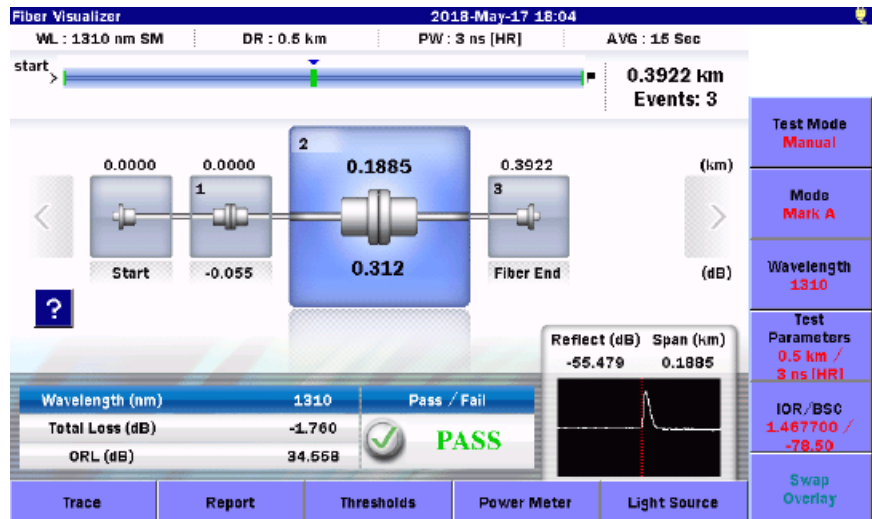 Fiber Visualizer
2018-May-17 18:04
WL : 1310 nm SM
DR : 0.5 km
PW : 3 ns [HR]
AVG : 15 Sec
start
0.3922 km
Events: 3
0.0000
0.0000
0.1885
0.3922
(km)
1
2
3
Start
-0.055
0.312
Fiber End
(dB)
?
Reflect (dB) Span (km)
-55.479 0.1885
Wavelength (nm) 1310 Pass / Fail
Total Loss (dB) -1.760
PASS
ORL (dB) 34.558
Test Mode
Manual
Mode
Mark A
Wavelength
1310
Test
Parameters
0.5 km /
3 ns [HR]
IOR/BSC
1.467700 /
-78.50
Swap
Overlay
Trace
Report
Thresholds
Power Meter
Light Source